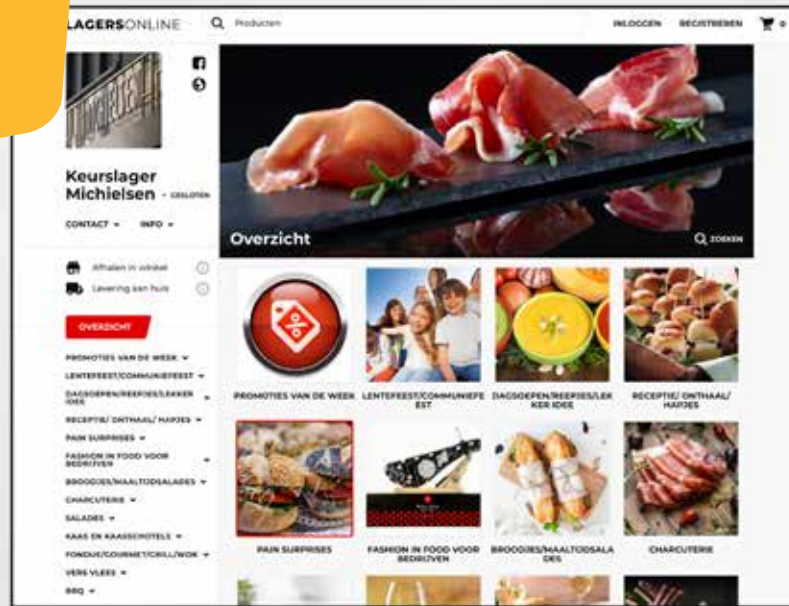 LAGERSONLINE
Producten
INLOGGEN
REGISTREREN
0
Keurslager
Michielsen - GESLOTEN
CONTACT
INFO
Afhalen in winkel
Levering aan huis
OVERZICHT
PROMOTIES VAN DE WEEK
LENTEFEEST/COMMUNIEFEEST
DAGSOEPEN/REEPJES/LEKKER
IDEE
RECEPTIE/ ONTHAAL/ HAPJES
PAIN SURPRISES
FASHION IN FOOD VOOR
BEDRIJVEN
BROODJES/MAALTIJDSALADES
CHARCUTERIE
SALADES
KAAS EN KAASSCHOTELS
FONDUE/GOURMET/GRILL/WOK
VERS VLEES
BBQ
Overzicht
ZOEKEN
PROMOTIES VAN DE WEEK
LENTEFEEST/COMMUNIEFE
EST
DAGSOEPEN/REEPJES/LEK
KER IDEE
RECEPTIE/ ONTHAAL/
HAPJES
PAIN SURPRISES
FASHION IN FOOD VOOR
BEDRIJVEN
BROODJES/MAALTIJDSALA
DES
CHARCUTERIE